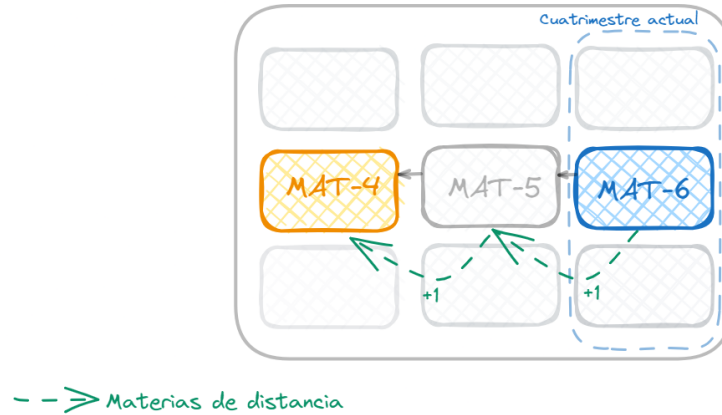 Cuatrimestre actual
MAT-4
MAT-5
MAT-6
+1
+1
Materias de distancia